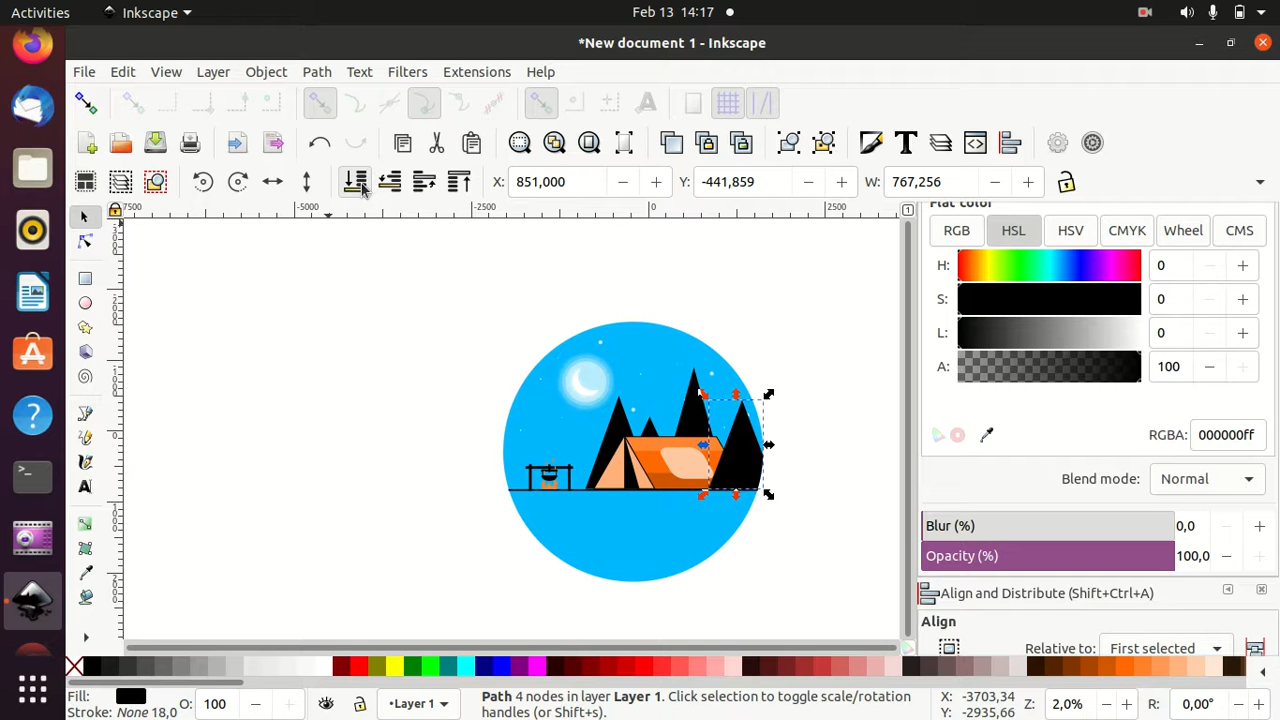 Activities
Inkscape
Feb 13 14:17
*New document 1 - Inkscape
File Edit View Layer Object Path Text Filters Extensions Help
X: 851,000 Y: -441,859 W: 767,256
-5000 -2500 0 2500
Flat color
RGB HSL HSV CMYK Wheel CMS
H: 0
S: 0
L: 0
A: 100
RGBA: 000000ff
Blend mode: Normal
Blur (%) 0,0
Opacity (%) 100,0
Align and Distribute (Shift+Ctrl+A)
Align
Relative to: First selected
Fill:
Stroke: None 18,0
O: 100
Layer 1
Path 4 nodes in layer Layer 1. Click selection to toggle scale/rotation
handles (or Shift+s).
X: -3703,34
Y: -2935,66
Z: 2,0%
R: 0,00°